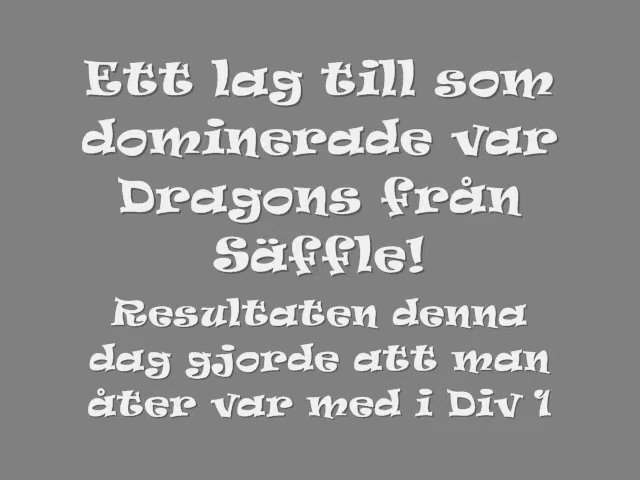 Ett lag till som
dominerade var
Dragons från
Säffle!
Resultaten denna
dag gjorde att man
åter var med i Div 1